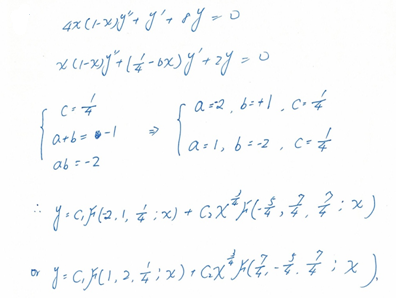 4x(1-x)y''+y'+8y=0
x(1-x)y''+(1/4-0x)y'+2y=0
{ c=1/4
a+b=-1 ⇒
ab=-2
{ a=-2, b=+1, c=1/4
a=1, b=-2, c=1/4
∴ y=C₁F(-2,1,1/4;x)+C₂x^{3/4}F(-5/4,7/4,7/4;x)
or y=C₁F(1,2,1/4;x)+C₂x^{3/4}F(7/4,-5/4,7/4;x).